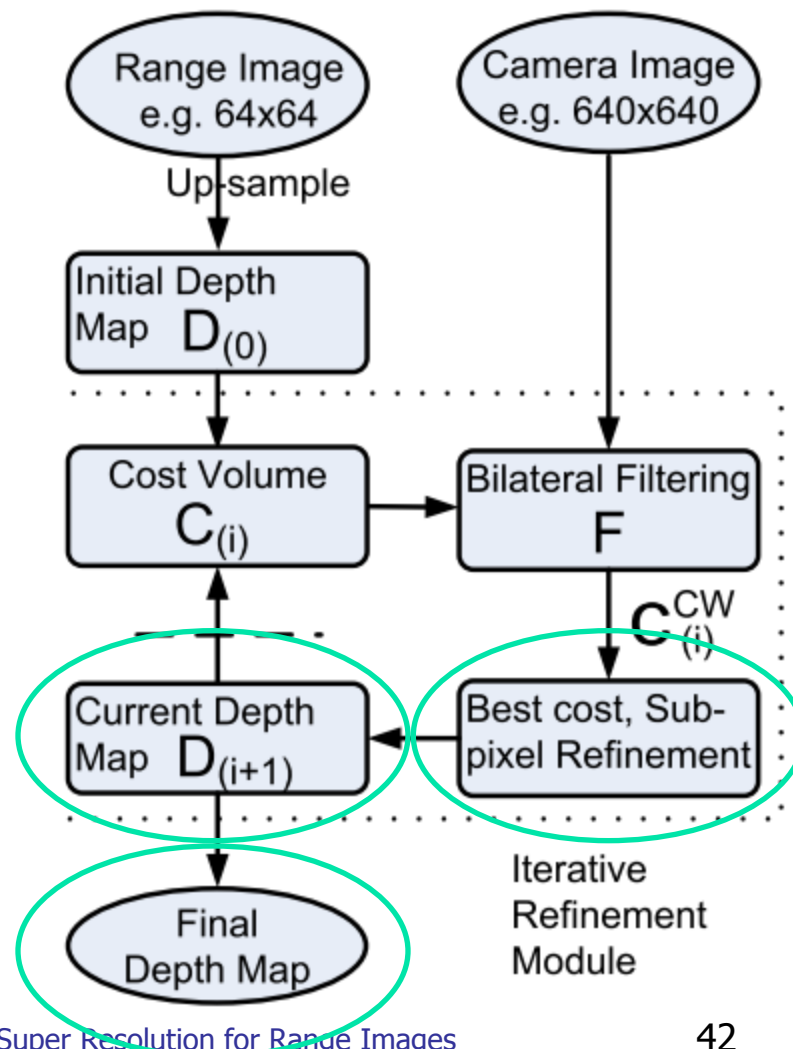 Range Image
e.g. 64x64
Camera Image
e.g. 640x640
Up-sample
Initial Depth
Map D(0)
Cost Volume
C(i)
Bilateral Filtering
F
C(i)CW
Current Depth
Map D(i+1)
Best cost, Sub-
pixel Refinement
Final
Depth Map
Iterative
Refinement
Module
Super Resolution for Range Images
42